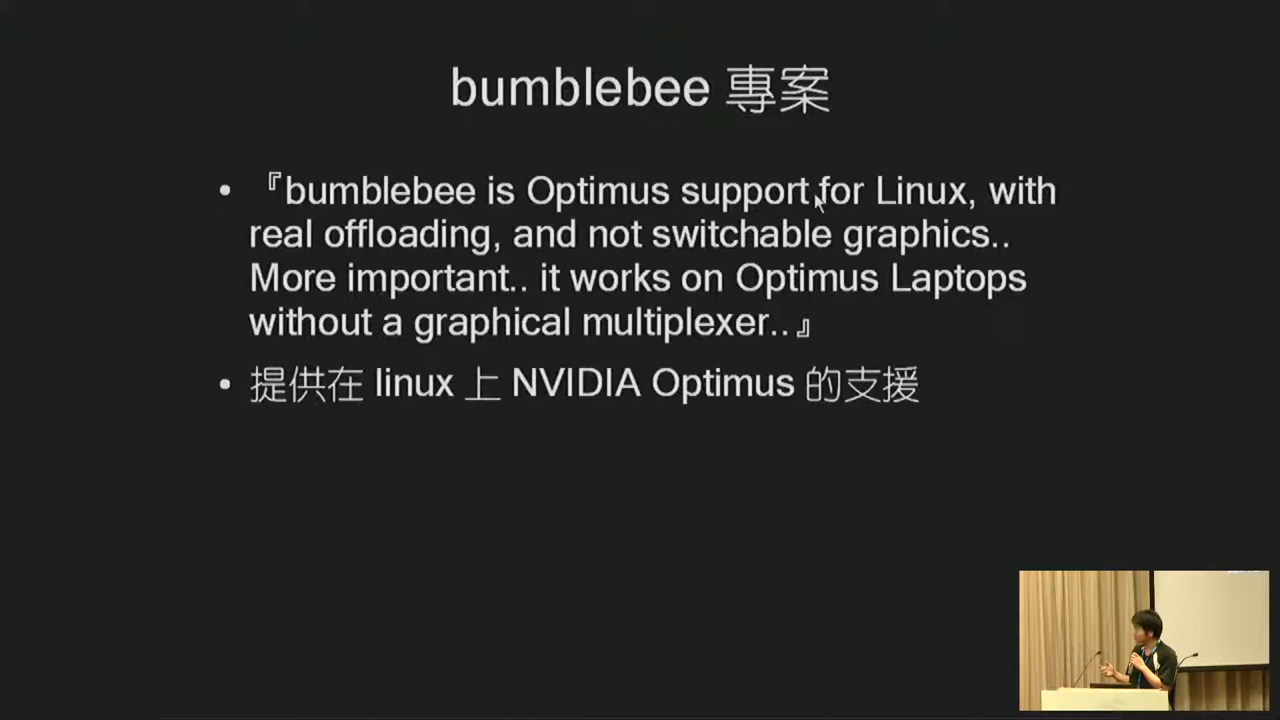 bumblebee 專案
• 『bumblebee is Optimus support for Linux, with
real offloading, and not switchable graphics..
More important.. it works on Optimus Laptops
without a graphical multiplexer..』
• 提供在 linux 上 NVIDIA Optimus 的支援